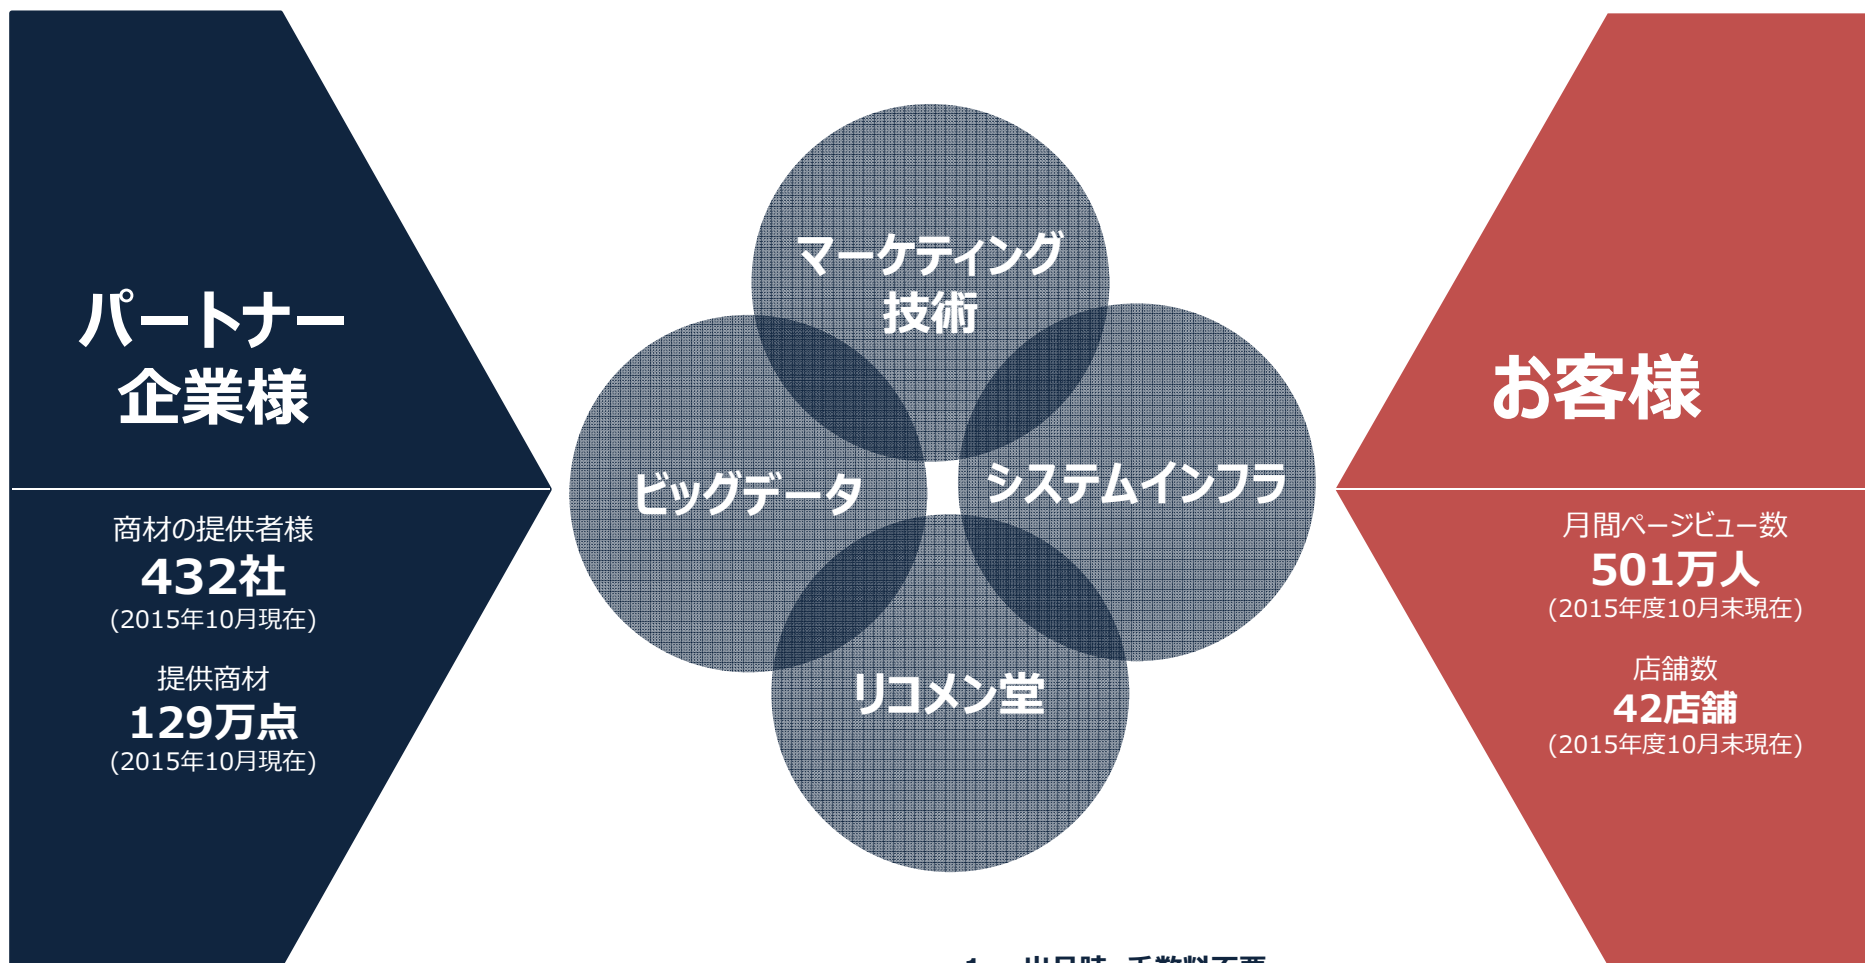 パートナー
企業様
商材の提供者様
432社
(2015年10月現在)
提供商材
129万点
(2015年10月現在)
マーケティング
技術
ビッグデータ
システムインフラ
リコメン堂
お客様
月間ページビュー数
501万人
(2015年度10月末現在)
店舗数
42店舗
(2015年度10月末現在)